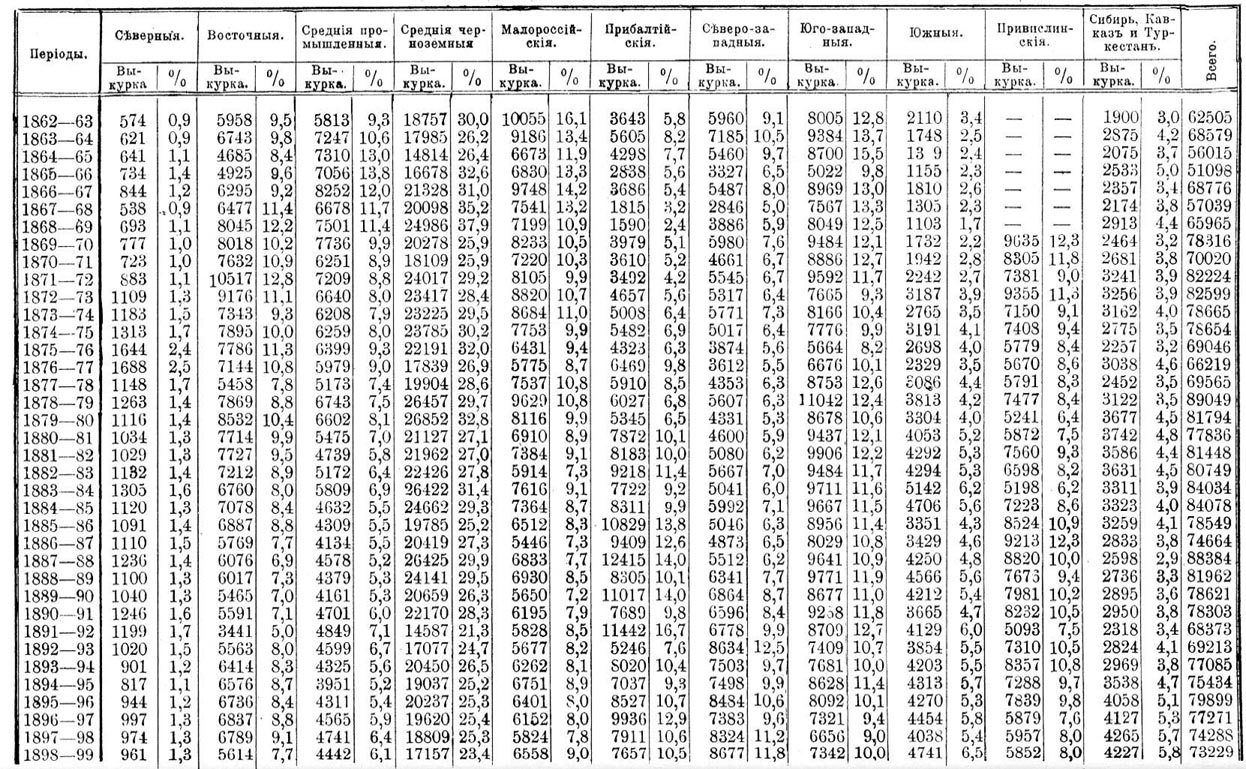 Періоды. Сѣверныя. Восточныя. Среднія промышленныя. Среднія черноземныя Малороссійскія. Прибалтійскія. Сѣверо-западныя. Юго-западныя. Южныя. Привислинскія. Сибирь, Кавказъ и Туркестанъ. Всего.
Выкурка % Выкурка. % Выкурка. % Выкурка. % Выкурка. % Выкурка. % Выкурка. % Выкурка. % Выкурка. % Выкурка. % Выкурка. %
1862—63 574 0,9 5958 9,5 5813 9,3 18757 30,0 10055 16,1 3643 5,8 5960 9,1 8005 12,8 2110 3,4 — — 1900 3,0 62505
1863—64 621 0,9 6743 9,8 7247 10,6 17985 26,2 9186 13,4 5605 8,2 7185 10,5 9384 13,7 1748 2,5 — — 2875 4,2 68579
1864—65 641 1,1 4685 8,4 7310 13,0 14814 26,4 6673 11,9 4298 7,7 5460 9,7 8700 15,5 13 9 2,4 — — 2075 3,7 56015
1865—66 734 1,4 4925 9,6 7056 13,8 16678 32,6 6830 13,3 2838 5,6 3327 6,5 5022 9,8 1155 2,3 — — 2533 5,0 51098
1866—67 844 1,2 6295 9,2 8252 12,0 21328 31,0 9748 14,2 3686 5,4 5487 8,0 8969 13,0 1810 2,6 — — 2357 3,4 68776
1867—68 538 0,9 6477 11,4 6678 11,7 20098 35,2 7541 13,2 1815 3,2 2846 5,0 7567 13,3 1305 2,3 — — 2174 3,8 57039
1868—69 693 1,1 8045 12,2 7501 11,4 24986 37,9 7199 10,9 1590 2,4 3886 5,9 8049 12,5 1103 1,7 — — 2913 4,4 65965
1869—70 777 1,0 8018 10,2 7736 9,9 20278 25,9 8233 10,5 3979 5,1 5980 7,6 9484 12,1 1732 2,2 9635 12,3 2464 3,2 78316
1870—71 723 1,0 7632 10,9 6251 8,9 18109 25,9 7220 10,3 3610 5,2 4661 6,7 8886 12,7 1942 2,8 8305 11,8 2681 3,8 70020
1871—72 883 1,1 10517 12,8 7209 8,8 24017 29,2 8105 9,9 3492 4,2 5545 6,7 9592 11,7 2242 2,7 7381 9,0 3241 3,9 82224
1872—73 1109 1,3 9176 11,1 6640 8,0 23417 28,4 8820 10,7 4657 5,6 5317 6,4 7665 9,3 3187 3,9 9355 11,3 3256 3,9 82599
1873—74 1183 1,5 7343 9,3 6208 7,9 23225 29,5 8684 11,0 5008 6,4 5771 7,3 8166 10,4 2765 3,5 7150 9,1 3162 4,0 78665
1874—75 1313 1,7 7895 10,0 6259 8,0 23785 30,2 7753 9,9 5482 6,9 5017 6,4 7776 9,9 3191 4,1 7408 9,4 2775 3,5 78654
1875—76 1644 2,4 7786 11,3 6399 9,3 22191 32,0 6431 9,4 4323 6,3 3874 5,6 5664 8,2 2698 4,0 5779 8,4 2257 3,2 69046
1876—77 1688 2,5 7144 10,8 5979 9,0 17839 26,9 5775 8,7 6469 9,8 3612 5,5 6676 10,1 2329 3,5 5670 8,6 3038 4,6 66219
1877—78 1148 1,7 5458 7,8 5173 7,4 19904 28,6 7537 10,8 5910 8,5 4353 6,3 8753 12,6 3086 4,4 5791 8,3 2452 3,5 69565
1878—79 1263 1,4 7869 8,8 6743 7,5 26457 29,7 9629 10,8 6027 6,8 5607 6,3 11042 12,4 3813 4,2 7477 8,4 3122 3,5 89049
1879—80 1116 1,4 8532 10,4 6602 8,1 26852 32,8 8116 9,9 5345 6,5 4331 5,3 8678 10,6 3304 4,0 5241 6,4 3677 4,5 81794
1880—81 1034 1,3 7714 9,9 5475 7,0 21127 27,1 6910 8,9 7872 10,1 4600 5,9 9437 12,1 4053 5,2 5872 7,5 3742 4,8 77836
1881—82 1029 1,3 7727 9,5 4739 5,8 21962 27,0 7384 9,1 8183 10,0 5080 6,2 9906 12,2 4292 5,3 7560 9,3 3586 4,4 81448
1882—83 1132 1,4 7212 8,9 5172 6,4 22426 27,8 5914 7,3 9218 11,4 5667 7,0 9484 11,7 4294 5,3 6598 8,2 3631 4,5 80749
1883—84 1305 1,6 6760 8,0 5809 6,9 26422 31,4 7616 9,1 7722 9,2 5041 6,0 9711 11,6 5142 6,2 5198 6,2 3311 3,9 84034
1884—85 1120 1,3 7078 8,4 4632 5,5 24662 29,3 7364 8,7 8311 9,9 5992 7,1 9667 11,5 4706 5,6 7223 8,6 3323 4,0 84078
1885—86 1091 1,4 6887 8,8 4309 5,5 19785 25,2 6512 8,3 10829 13,8 5046 6,3 8956 11,4 3351 4,3 8524 10,9 3259 4,1 78549
1886—87 1110 1,5 5769 7,7 4134 5,5 20419 27,3 5446 7,3 9409 12,6 4873 6,5 8029 10,8 3429 4,6 9213 12,3 2833 3,8 74664
1887—88 1236 1,4 6076 6,9 4578 5,2 26425 29,9 6833 7,7 12415 14,0 5512 6,2 9641 10,9 4250 4,8 8820 10,0 2598 2,9 88384
1888—89 1100 1,3 6017 7,3 4379 5,3 24141 29,5 6930 8,5 8305 10,1 6341 7,7 9771 11,9 4566 5,6 7673 9,4 2736 3,3 81962
1889—90 1040 1,3 5465 7,0 4161 5,3 20659 26,3 5650 7,2 11017 14,0 6864 8,7 8677 11,0 4212 5,4 7981 10,2 2895 3,6 78621
1890—91 1246 1,6 5591 7,1 4701 6,0 22170 28,3 6195 7,9 7689 9,8 6596 8,4 9258 11,8 3665 4,7 8232 10,5 2950 3,8 78303
1891—92 1199 1,7 3441 5,0 4849 7,1 14587 21,3 5828 8,5 11442 16,7 6778 9,9 8709 12,7 4129 6,0 5093 7,5 2318 3,4 68373
1892—93 1020 1,5 5563 8,0 4599 6,7 17077 24,7 5677 8,2 5246 7,6 8634 12,5 7409 10,7 3854 5,5 7310 10,5 2824 4,1 69213
1893—94 901 1,2 6414 8,3 4325 5,6 20450 26,5 6262 8,1 8020 10,4 7503 9,7 7681 10,0 4203 5,5 8357 10,8 2969 3,8 77085
1894—95 817 1,1 6576 8,7 3951 5,2 19037 25,2 6751 8,9 7037 9,3 7498 9,9 8628 11,4 4313 5,7 7288 9,7 3538 4,7 75434
1895—96 944 1,2 6736 8,4 4311 5,4 20237 25,3 6401 8,0 8527 10,7 8484 10,6 8092 10,1 4270 5,3 7839 9,8 4058 5,1 79899
1896—97 997 1,3 6837 8,8 4565 5,9 19620 25,4 6152 8,0 9936 12,9 7383 9,6 7321 9,4 4454 5,8 5879 7,6 4127 5,3 77271
1897—98 974 1,3 6789 9,1 4741 6,4 18809 25,3 5824 7,8 7911 10,6 8324 11,2 6656 9,0 4038 5,4 5957 8,0 4265 5,7 74288
1898—99 961 1,3 5614 7,7 4442 6,1 17157 23,4 6558 9,0 7657 10,5 8677 11,8 7342 10,0 4741 6,5 5852 8,0 4227 5,8 73229